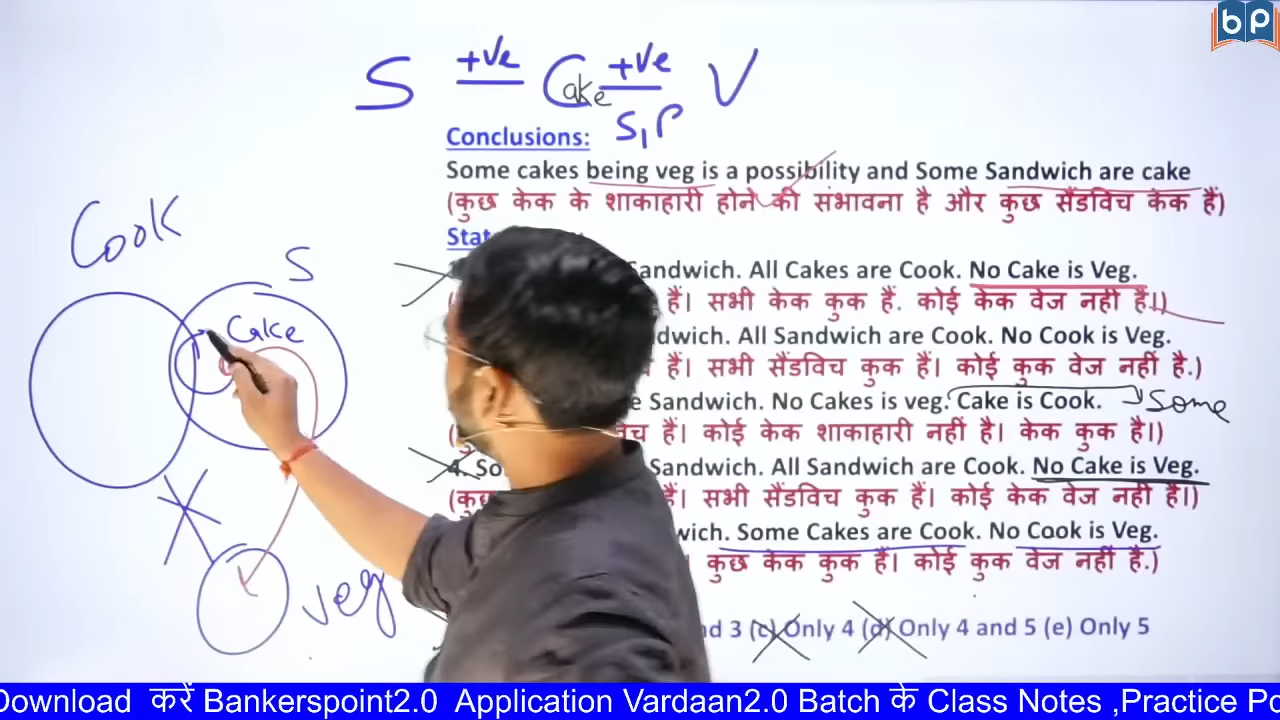 bp
S +ve Cake +ve V
S, P
Conclusions:
Some cakes being veg is a possibility and Some Sandwich are cake
(कुछ केक के शाकाहारी होने की संभावना है और कुछ सैंडविच केक हैं)
Cook
S
Cake
Sandwich. All Cakes are Cook. No Cake is Veg.
हैं। सभी केक कुक हैं. कोई केक वेज नहीं है.।)
All Sandwich are Cook. No Cook is Veg.
हैं। सभी सैंडविच कुक हैं। कोई कुक वेज नहीं है.)
Sandwich. No Cakes is veg. Cake is Cook. Some
हैं। कोई केक शाकाहारी नहीं है। केक कुक है।)
4. Sandwich. All Sandwich are Cook. No Cake is Veg.
हैं। सभी सैंडविच कुक हैं। कोई केक वेज नहीं है।)
Some Cakes are Cook. No Cook is Veg.
कुछ केक कुक हैं। कोई कुक वेज नहीं है.)
veg
3 (c) Only 4 (d) Only 4 and 5 (e) Only 5
Download करें Bankerspoint2.0 Application Vardaan2.0 Batch के Class Notes ,Practice